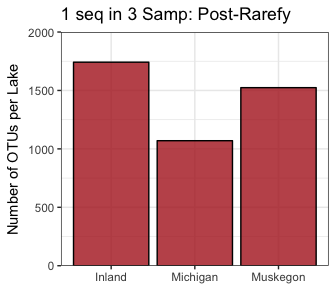 1 seq in 3 Samp: Post-Rarefy
Number of OTUs per Lake
2000
1500
1000
500
0
Inland Michigan Muskegon